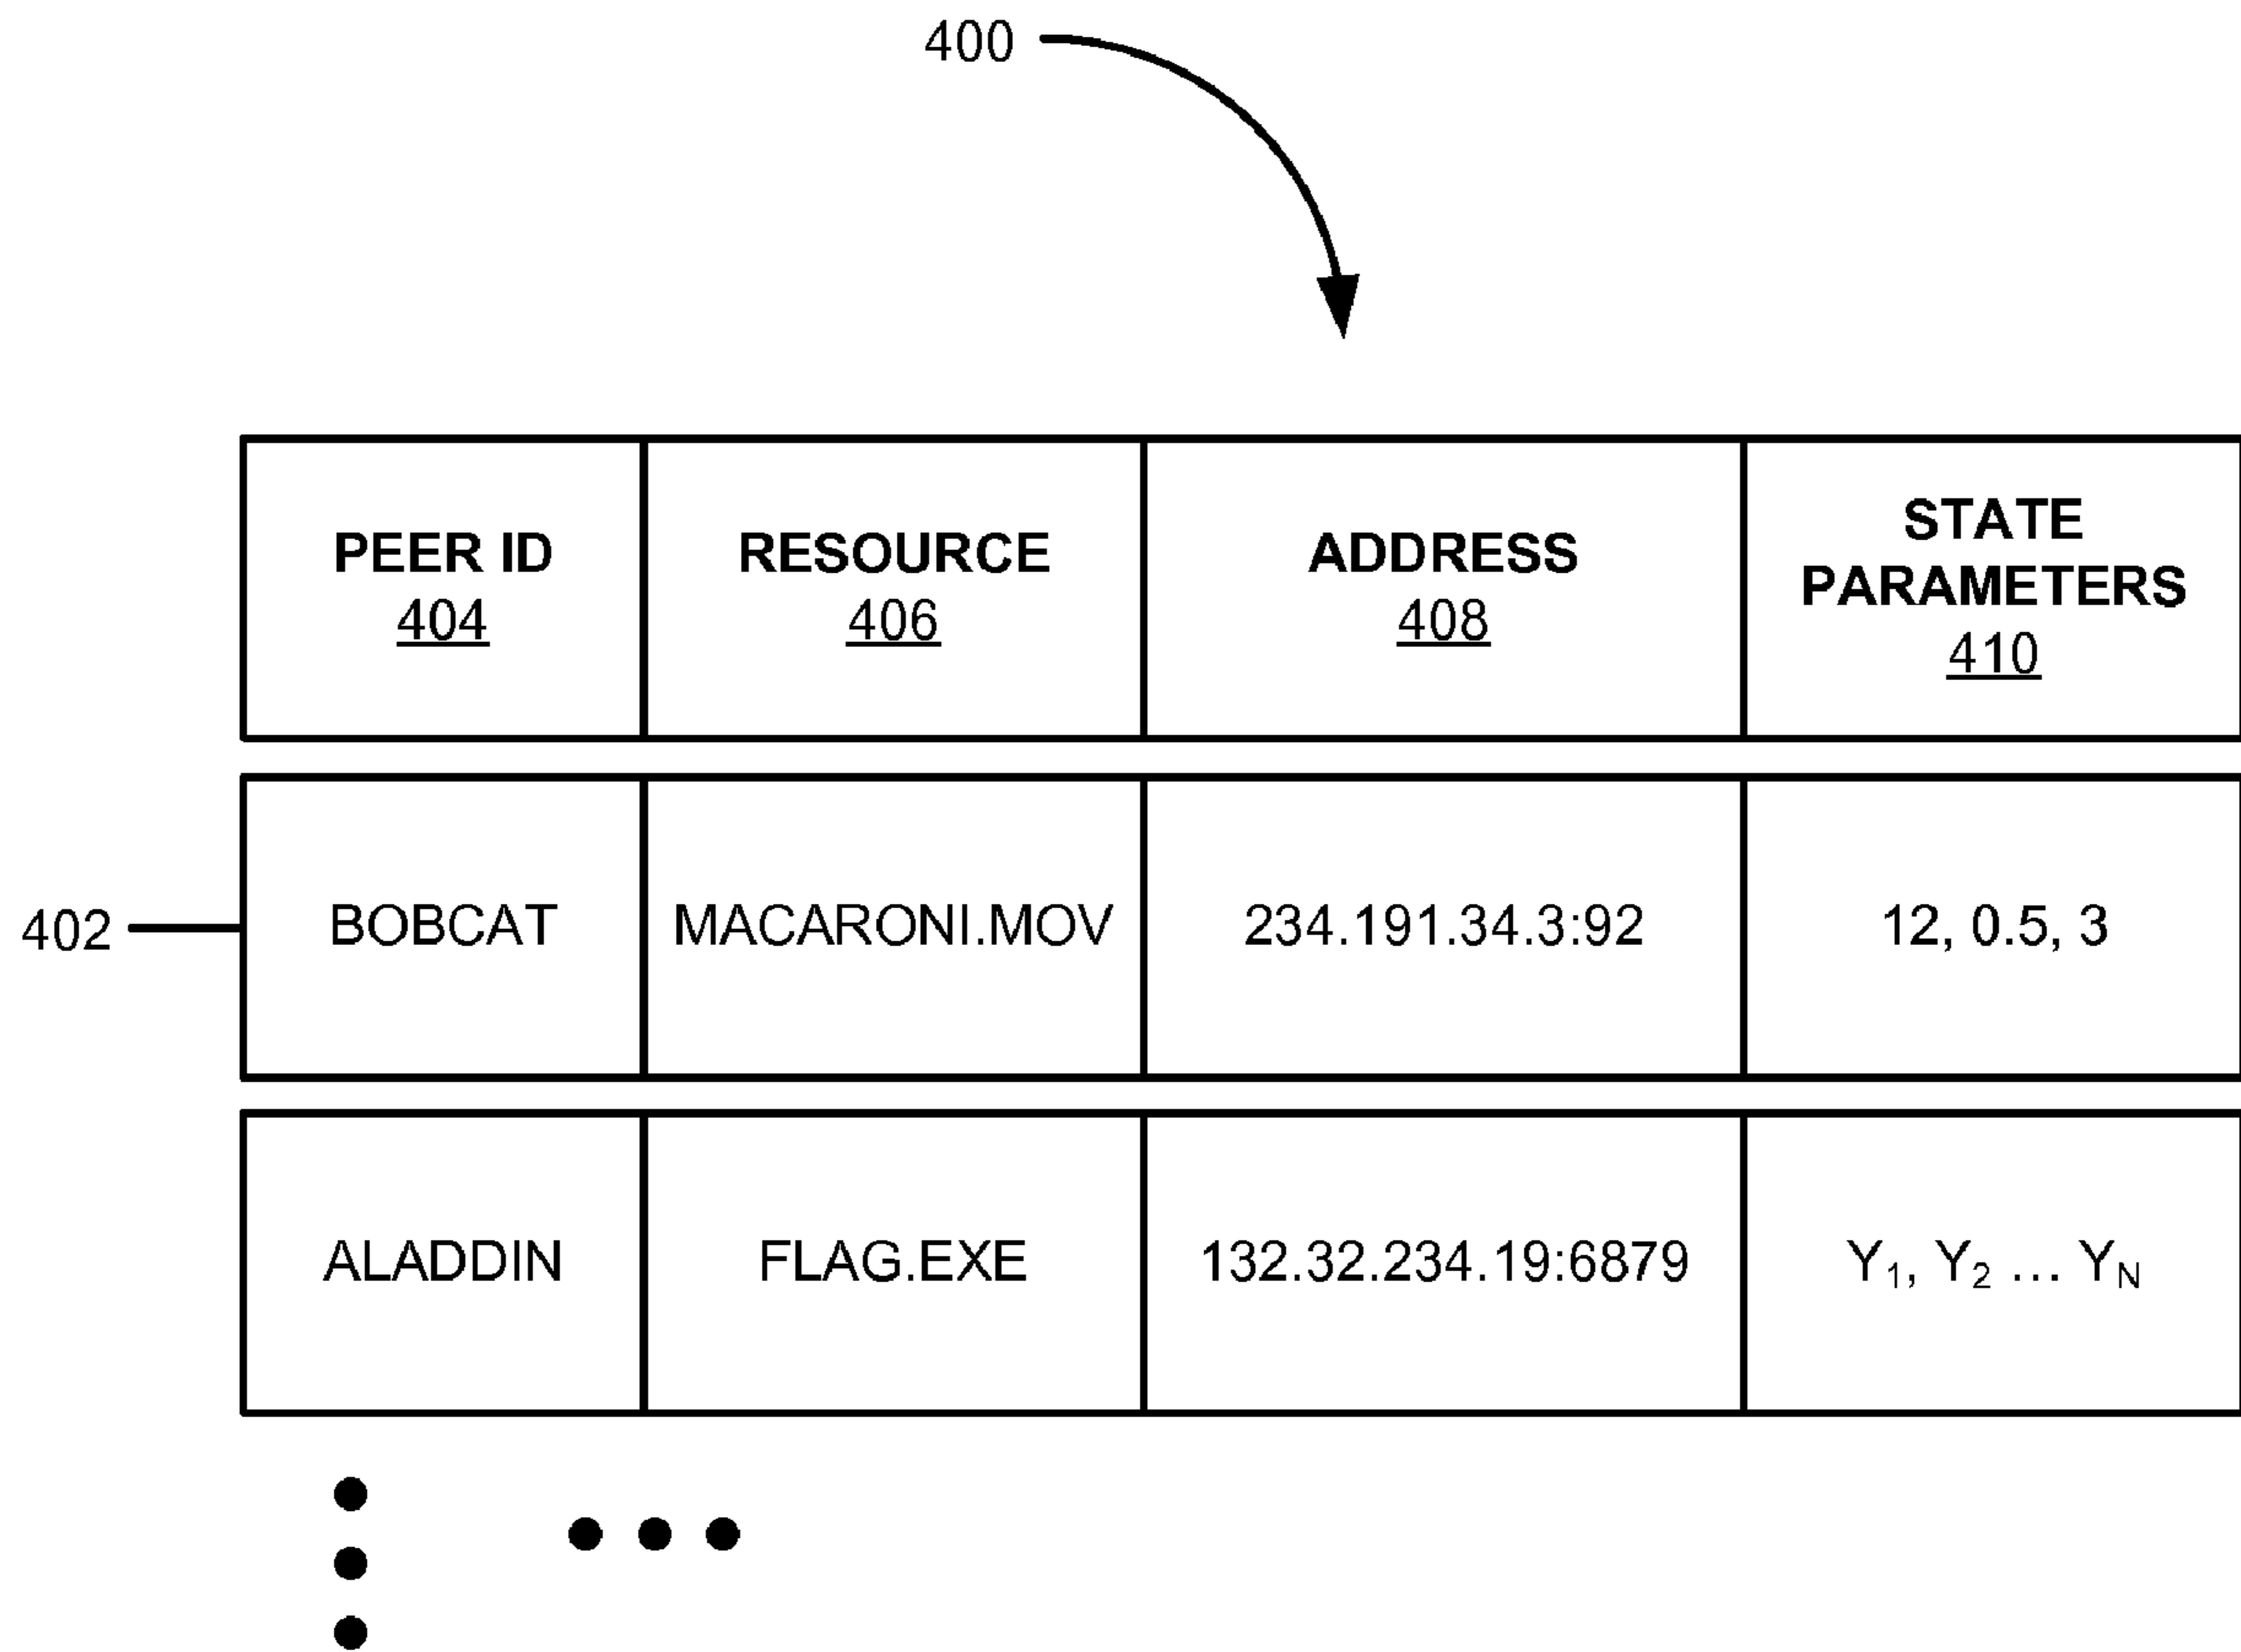 400
PEER ID
404
RESOURCE
406
ADDRESS
408
STATE
PARAMETERS
410
402
BOBCAT
MACARONI.MOV
234.191.34.3:92
12, 0.5, 3
ALADDIN
FLAG.EXE
132.32.234.19:6879
Y₁, Y₂ ... Y_N